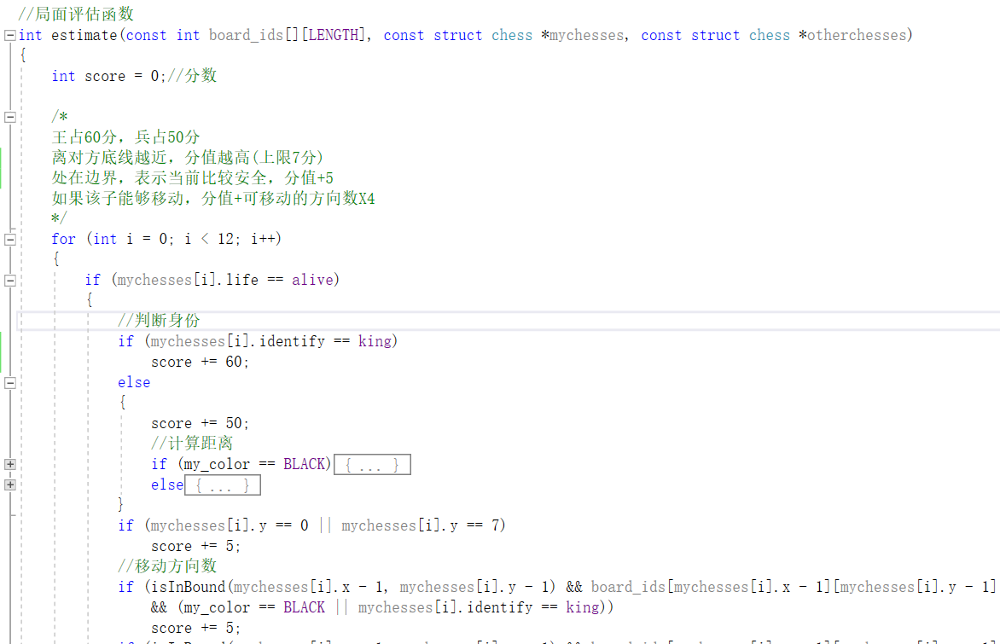 //局面评估函数
int estimate(const int board_ids[][LENGTH], const struct chess *mychesses, const struct chess *otherchesses)
{
int score = 0;//分数
/*
王占60分，兵占50分
离对方底线越近，分值越高(上限7分)
处在边界，表示当前比较安全，分值+5
如果该子能够移动，分值+可移动的方向数X4
*/
for (int i = 0; i < 12; i++)
{
if (mychesses[i].life == alive)
{
//判断身份
if (mychesses[i].identify == king)
score += 60;
else
{
score += 50;
//计算距离
if (my_color == BLACK){ ... }
else{ ... }
}
if (mychesses[i].y == 0 || mychesses[i].y == 7)
score += 5;
//移动方向数
if (isInBound(mychesses[i].x - 1, mychesses[i].y - 1) && board_ids[mychesses[i].x - 1][mychesses[i].y - 1]
&& (my_color == BLACK || mychesses[i].identify == king))
score += 5;